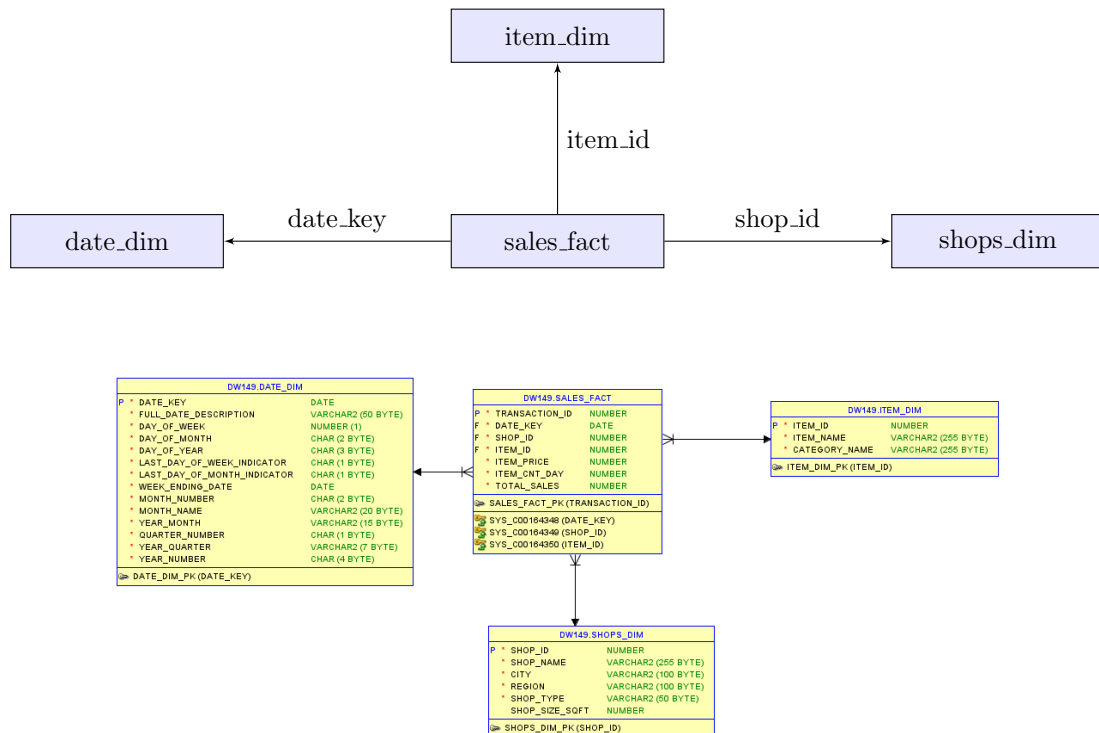 item_dim
item_id
date_key
shop_id
date_dim
sales_fact
shops_dim
DW149.DATE_DIM
P * DATE_KEY DATE
* FULL_DATE_DESCRIPTION VARCHAR2 (50 BYTE)
* DAY_OF_WEEK NUMBER (1)
* DAY_OF_MONTH CHAR (2 BYTE)
* DAY_OF_YEAR CHAR (3 BYTE)
* LAST_DAY_OF_WEEK_INDICATOR CHAR (1 BYTE)
* LAST_DAY_OF_MONTH_INDICATOR CHAR (1 BYTE)
* WEEK_ENDING_DATE DATE
* MONTH_NUMBER CHAR (2 BYTE)
* MONTH_NAME VARCHAR2 (20 BYTE)
* YEAR_MONTH VARCHAR2 (15 BYTE)
* QUARTER_NUMBER CHAR (1 BYTE)
* YEAR_QUARTER VARCHAR2 (7 BYTE)
* YEAR_NUMBER CHAR (4 BYTE)
DATE_DIM_PK (DATE_KEY)
DW149.SALES_FACT
P * TRANSACTION_ID NUMBER
F * DATE_KEY DATE
F * SHOP_ID NUMBER
F * ITEM_ID NUMBER
* ITEM_PRICE NUMBER
* ITEM_CNT_DAY NUMBER
* TOTAL_SALES NUMBER
SALES_FACT_PK (TRANSACTION_ID)
SYS_C00164348 (DATE_KEY)
SYS_C00164349 (SHOP_ID)
SYS_C00164350 (ITEM_ID)
DW149.ITEM_DIM
P * ITEM_ID NUMBER
* ITEM_NAME VARCHAR2 (255 BYTE)
* CATEGORY_NAME VARCHAR2 (255 BYTE)
ITEM_DIM_PK (ITEM_ID)
DW149.SHOPS_DIM
P * SHOP_ID NUMBER
* SHOP_NAME VARCHAR2 (255 BYTE)
* CITY VARCHAR2 (100 BYTE)
* REGION VARCHAR2 (100 BYTE)
* SHOP_TYPE VARCHAR2 (50 BYTE)
SHOP_SIZE_SQFT NUMBER
SHOPS_DIM_PK (SHOP_ID)